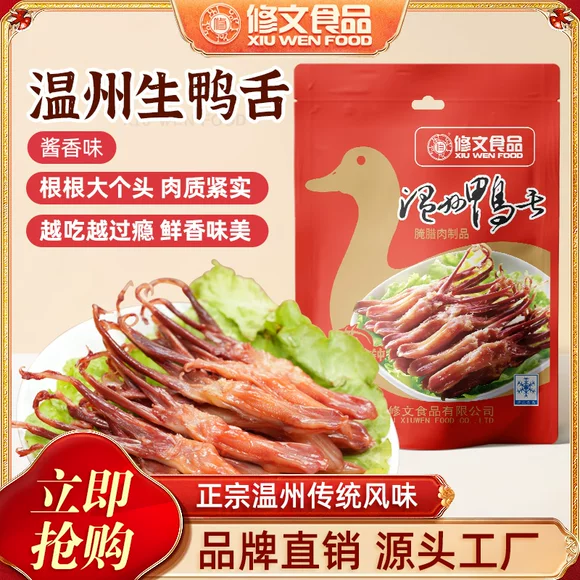 修文食品
XIU WEN FOOD
温州生鸭舌
酱香味
根根大个头 肉质紧实
越吃越过瘾 鲜香味美
修文食品
XIU WEN FOOD
温州鸭舌
腌腊肉制品
修文食品有限公司
XIUWEN FOOD CO .LTD
立即
抢购
正宗温州传统风味
品牌直销 源头工厂